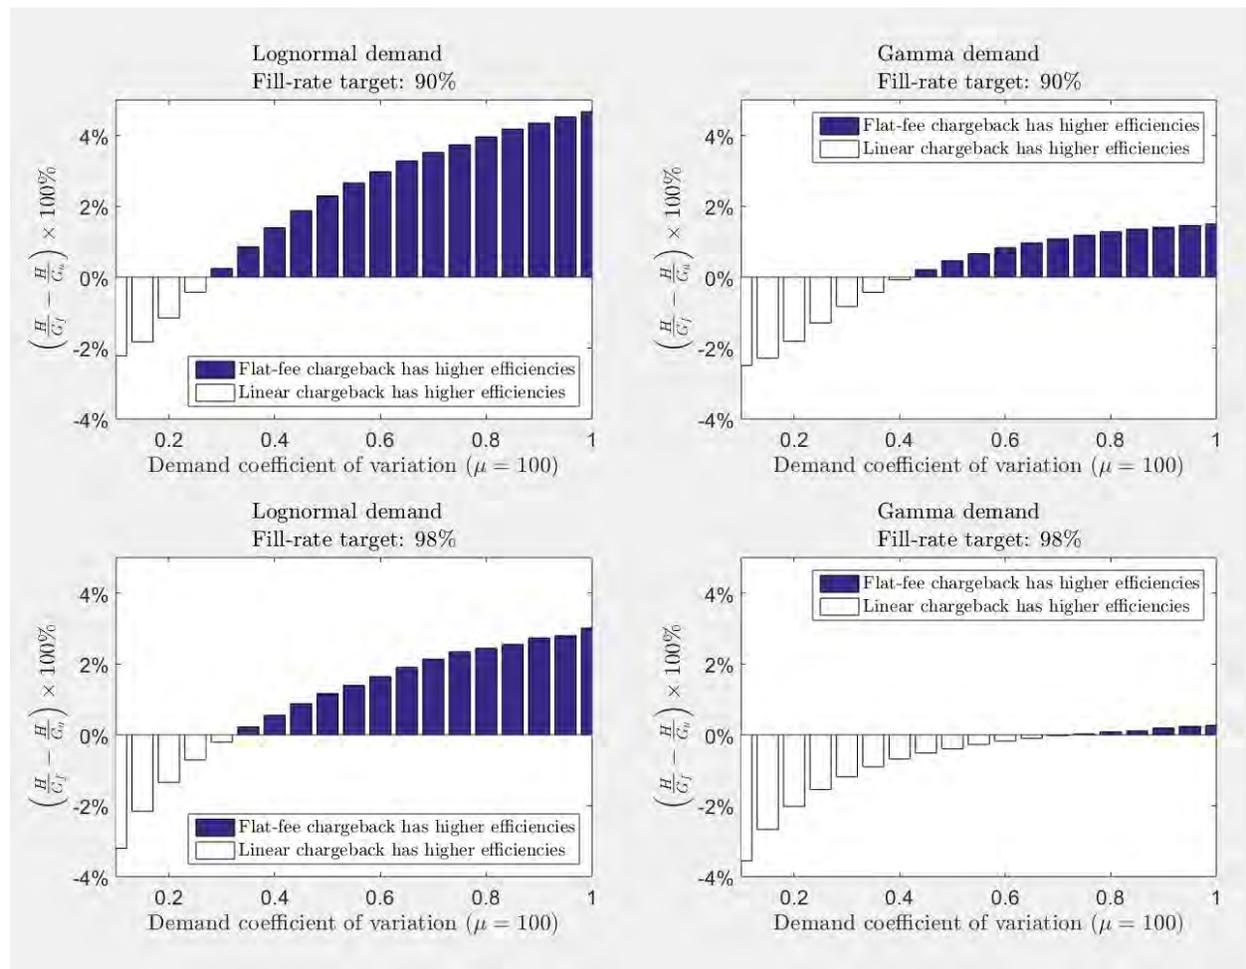 Lognormal demand
Fill-rate target: 90%
4%
2%
0%
-2%
-4%
(H/G_f − H/G_u) × 100%
Flat-fee chargeback has higher efficiencies
Linear chargeback has higher efficiencies
0.2 0.4 0.6 0.8 1
Demand coefficient of variation (μ = 100)
Gamma demand
Fill-rate target: 90%
4%
2%
0%
-2%
-4%
(H/G_f − H/G_u) × 100%
Flat-fee chargeback has higher efficiencies
Linear chargeback has higher efficiencies
0.2 0.4 0.6 0.8 1
Demand coefficient of variation (μ = 100)
Lognormal demand
Fill-rate target: 98%
4%
2%
0%
-2%
-4%
(H/G_f − H/G_u) × 100%
Flat-fee chargeback has higher efficiencies
Linear chargeback has higher efficiencies
0.2 0.4 0.6 0.8 1
Demand coefficient of variation (μ = 100)
Gamma demand
Fill-rate target: 98%
4%
2%
0%
-2%
-4%
(H/G_f − H/G_u) × 100%
Flat-fee chargeback has higher efficiencies
Linear chargeback has higher efficiencies
0.2 0.4 0.6 0.8 1
Demand coefficient of variation (μ = 100)